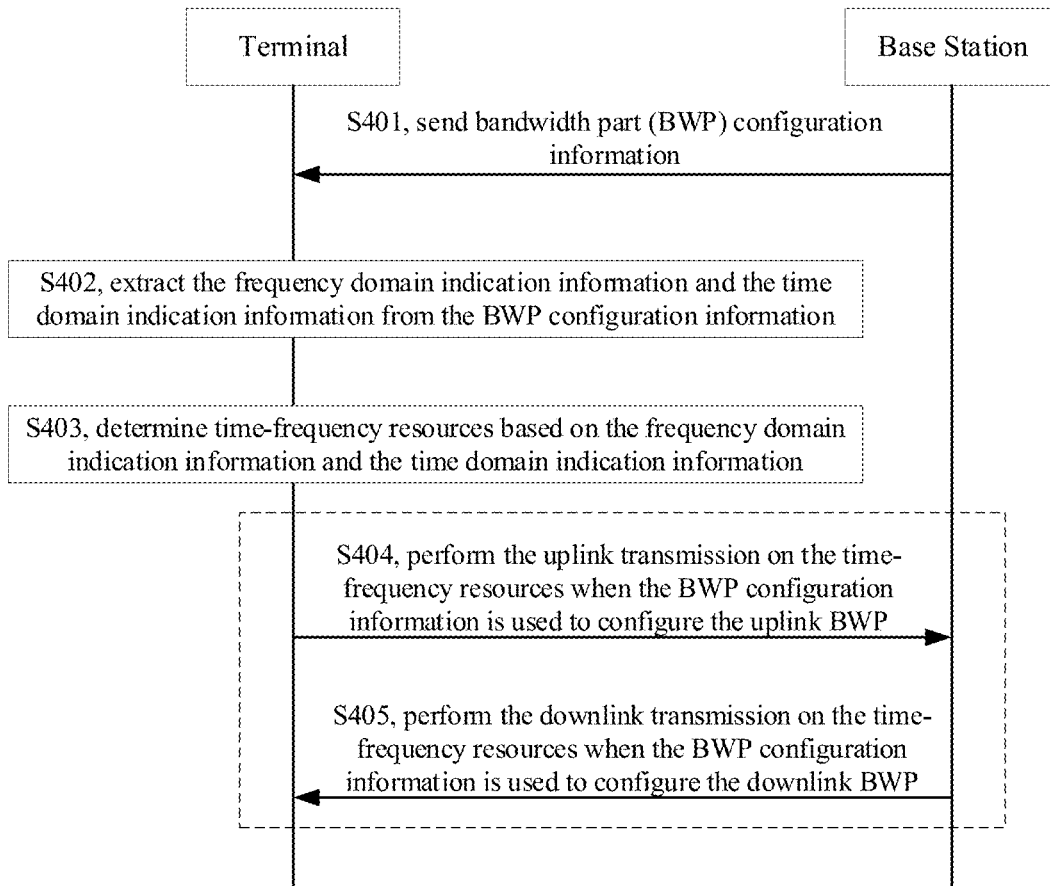 Terminal
Base Station
S401, send bandwidth part (BWP) configuration
information
S402, extract the frequency domain indication information and the time
domain indication information from the BWP configuration information
S403, determine time-frequency resources based on the frequency domain
indication information and the time domain indication information
S404, perform the uplink transmission on the time-
frequency resources when the BWP configuration
information is used to configure the uplink BWP
S405, perform the downlink transmission on the time-
frequency resources when the BWP configuration
information is used to configure the downlink BWP